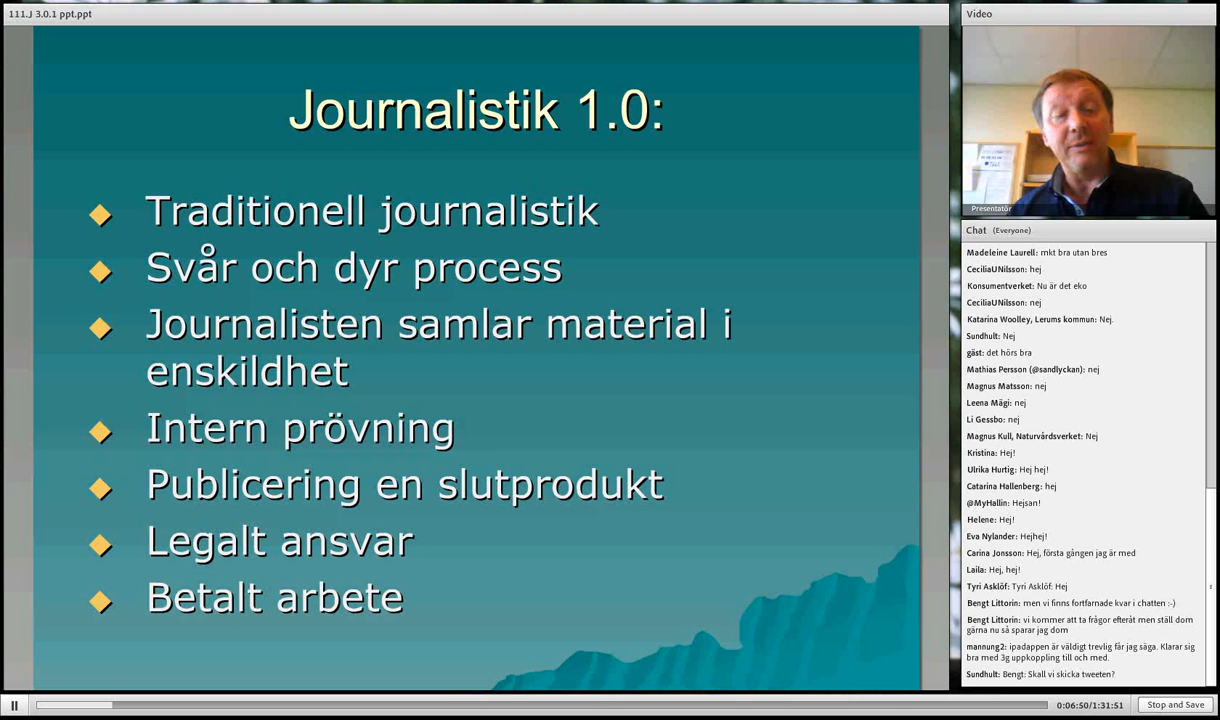 111.J 3.0.1 ppt.ppt
Journalistik 1.0:
Traditionell journalistik
Svår och dyr process
Journalisten samlar material i
enskildhet
Intern prövning
Publicering en slutprodukt
Legalt ansvar
Betalt arbete
Video
Presentatör
Chat (Everyone)
Madeleine Laurell: mkt bra utan bres
CeciliaUNilsson: hej
Konsumentverket: Nu är det eko
CeciliaUNilsson: nej
Katarina Woolley, Lerums kommun: Nej.
Sundhult: Nej
gäst: det hörs bra
Mathias Persson (@sandlyckan): nej
Magnus Matsson: nej
Leena Mägi: nej
Li Gessbo: nej
Magnus Kull, Naturvårdsverket: Nej
Kristina: Hej!
Ulrika Hurtig: Hej hej!
Catarina Hallenberg: hej
@MyHallin: Hejsan!
Helene: Hej!
Eva Nylander: Hejhej!
Carina Jonsson: Hej, första gången jag är med
Laila: Hej, hej!
Tyri Asklöf: Tyri Asklöf: Hej
Bengt Littorin: men vi finns fortfarnade kvar i chatten :-)
Bengt Littorin: vi kommer att ta frågor efteråt men ställ dom
gärna nu så sparar jag dom
mannung2: ipadappen är väldigt trevlig får jag säga. Klarar sig
bra med 3g uppkoppling till och med.
Sundhult: Bengt: Skall vi skicka tweeten?
0:06:50/1:31:51
Stop and Save